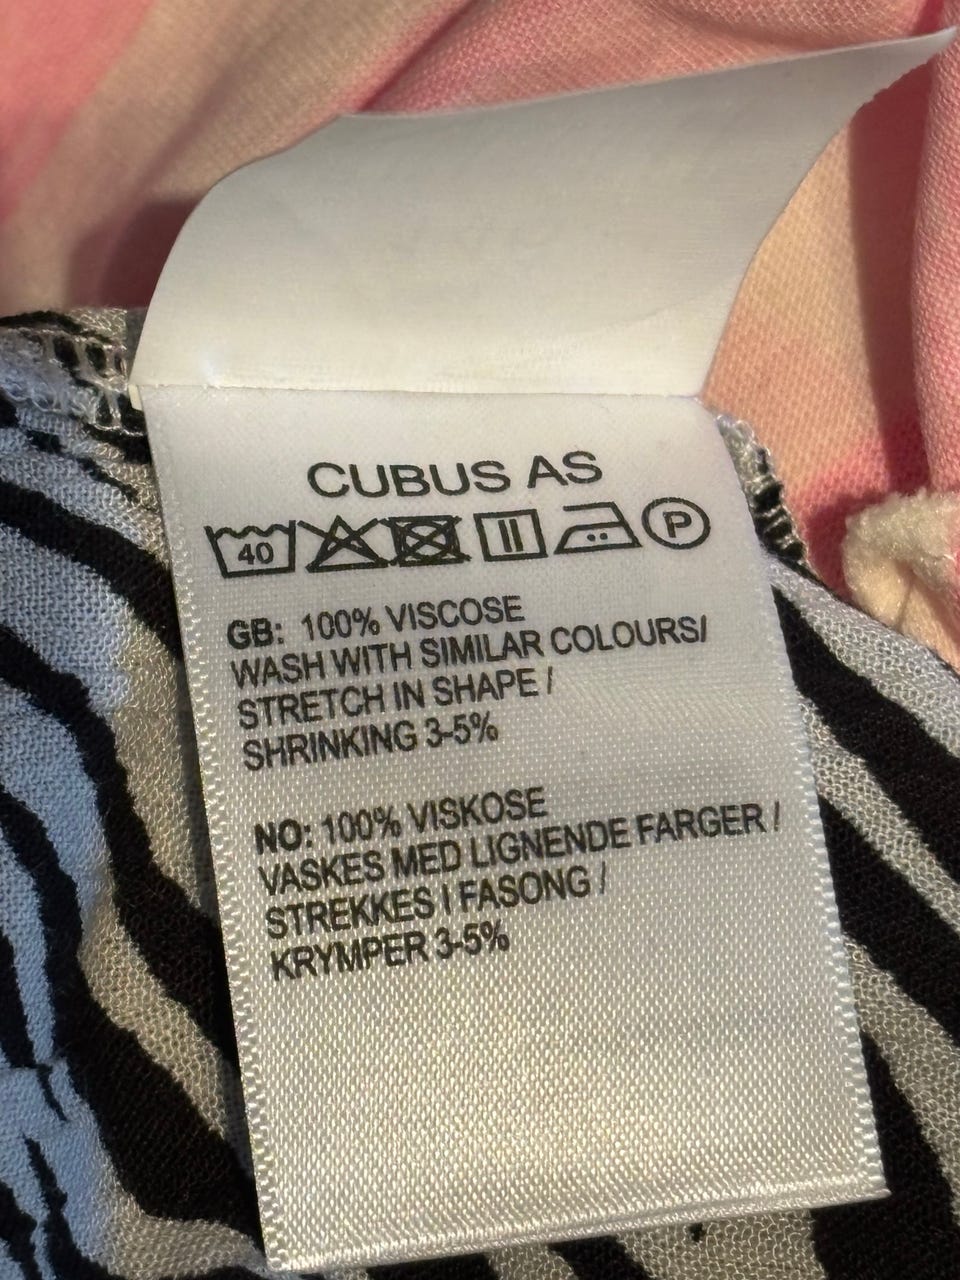 CUBUS AS
40 P
GB: 100% VISCOSE
WASH WITH SIMILAR COLOURS/
STRETCH IN SHAPE /
SHRINKING 3-5%
NO: 100% VISKOSE
VASKES MED LIGNENDE FARGER /
STREKKES I FASONG /
KRYMPER 3-5%